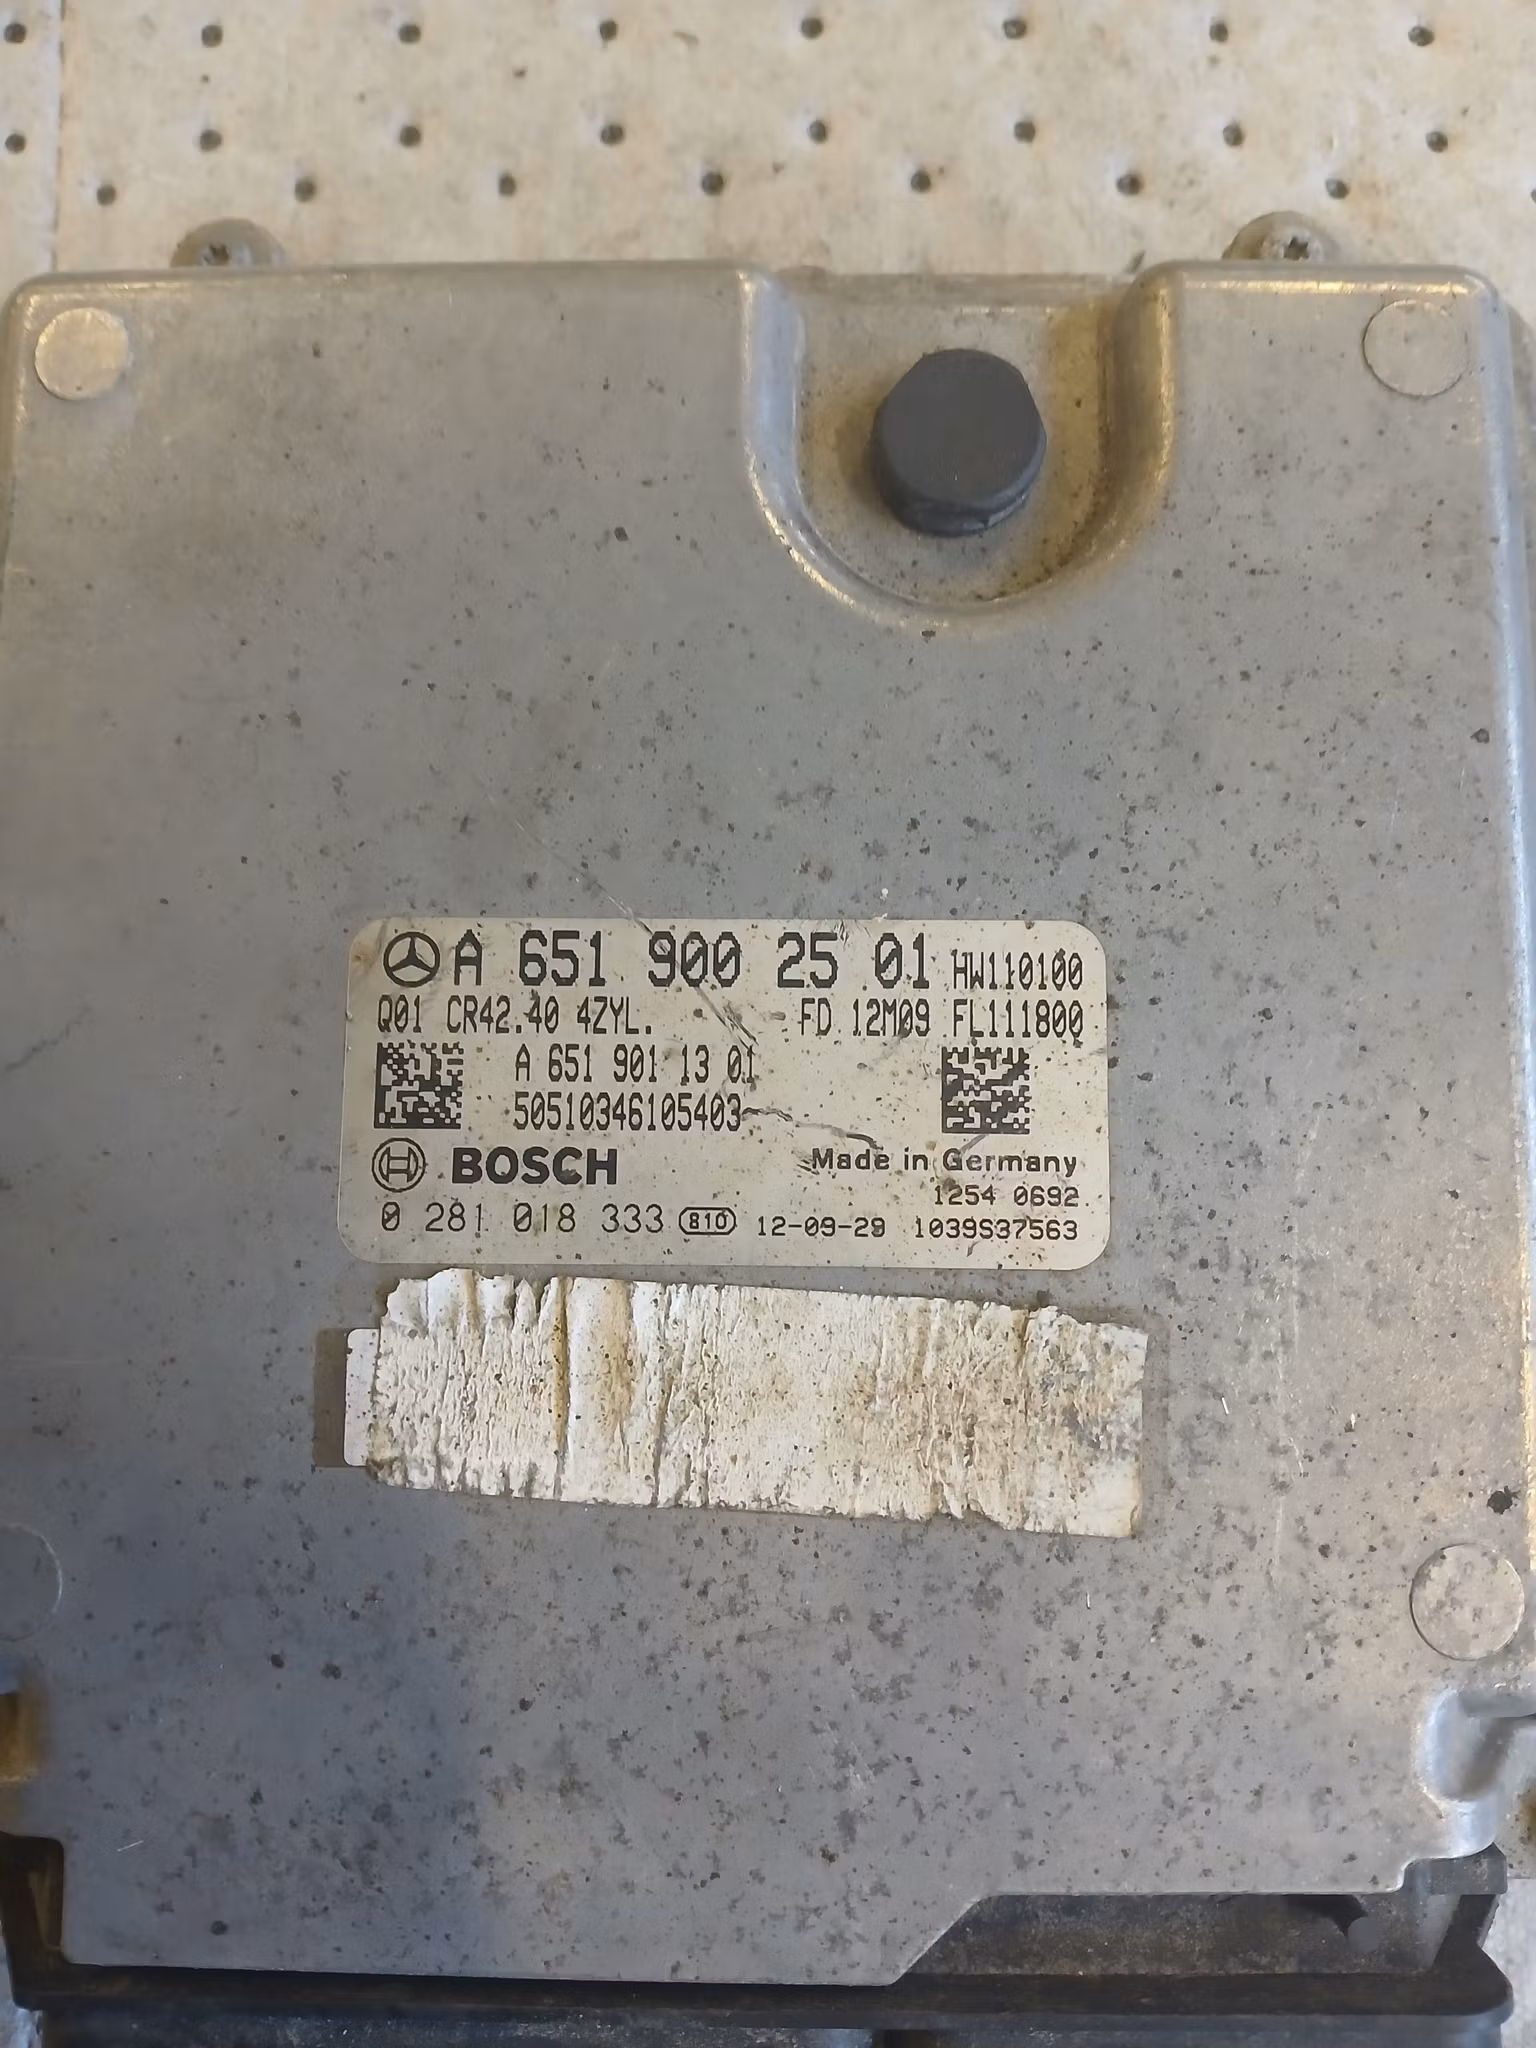 A 651 900 25 01 HW110100
Q01 CR42.40 4ZYL. FD 12M09 FL111800
A 651 901 13 01
50510346105403
BOSCH Made in Germany
1254 0692
0 281 018 333 810 12-09-29 1039S37563